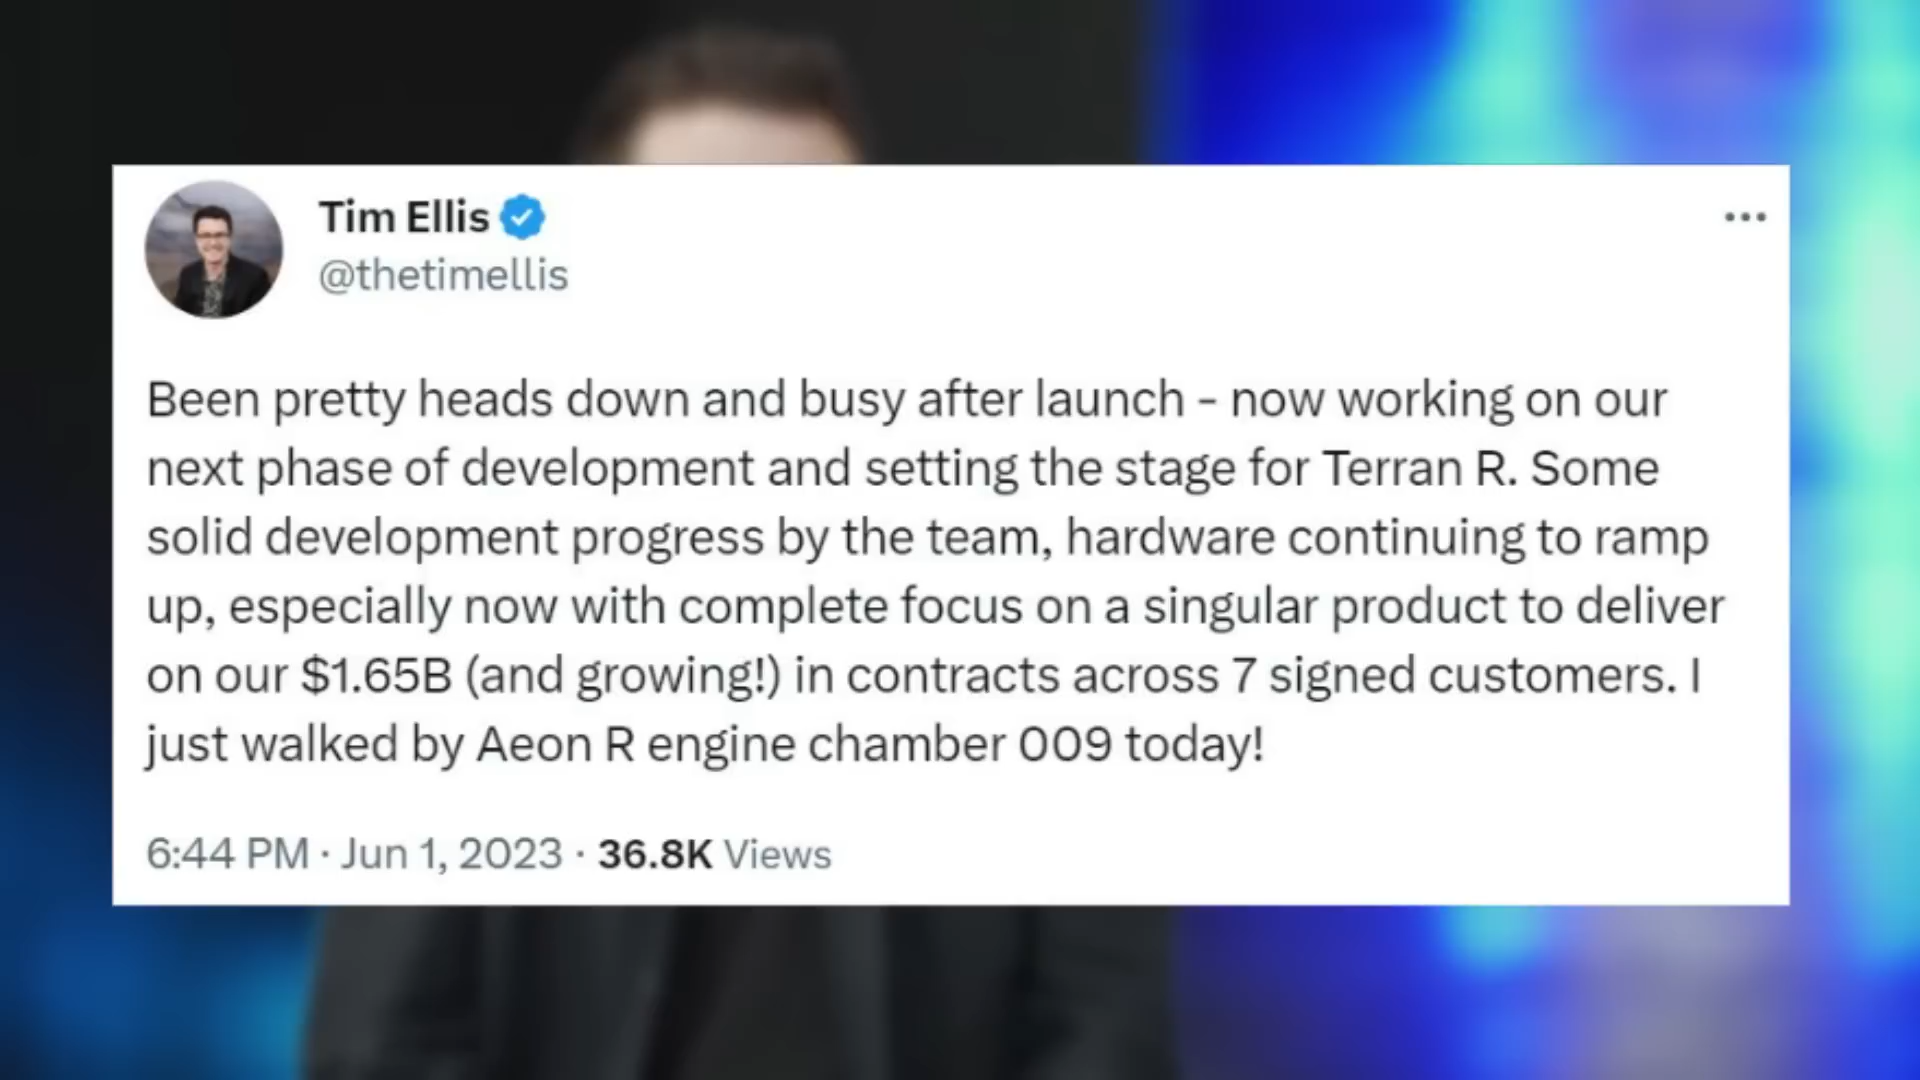 Tim Ellis
@thetimellis
Been pretty heads down and busy after launch - now working on our
next phase of development and setting the stage for Terran R. Some
solid development progress by the team, hardware continuing to ramp
up, especially now with complete focus on a singular product to deliver
on our $1.65B (and growing!) in contracts across 7 signed customers. I
just walked by Aeon R engine chamber 009 today!
6:44 PM · Jun 1, 2023 · 36.8K Views